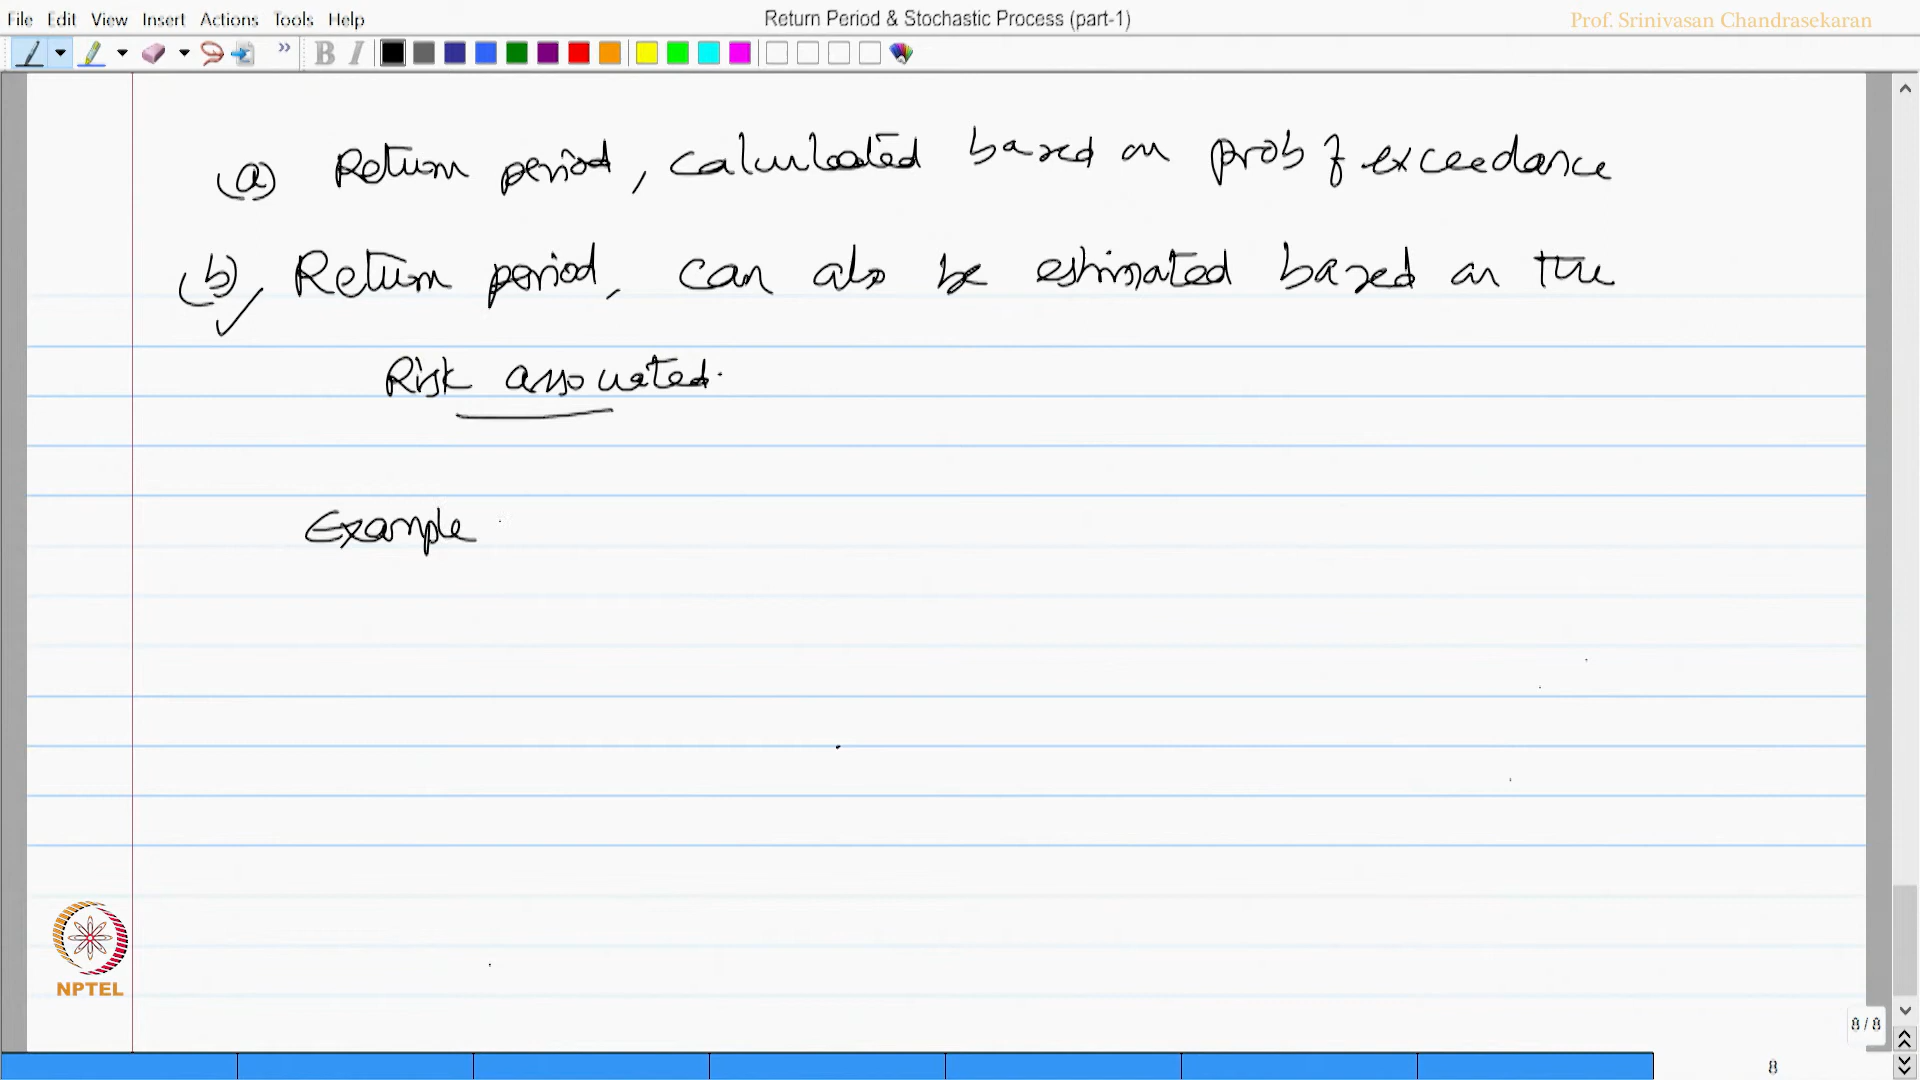 File Edit View Insert Actions Tools Help
Return Period & Stochastic Process (part-1)
Prof. Srinivasan Chandrasekaran
B I
(a) Return period, calculated based on prob of exceedance
(b) Return period, can also be estimated based on the
Risk associated.
Example
NPTEL
8/8
8